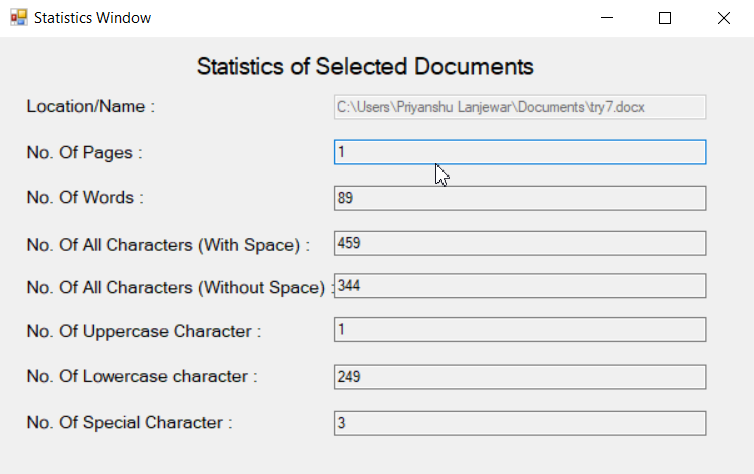 Statistics Window
Statistics of Selected Documents
Location/Name : C:\Users\Priyanshu Lanjewar\Documents\try7.docx
No. Of Pages : 1
No. Of Words : 89
No. Of All Characters (With Space) : 459
No. Of All Characters (Without Space) : 344
No. Of Uppercase Character : 1
No. Of Lowercase character : 249
No. Of Special Character : 3